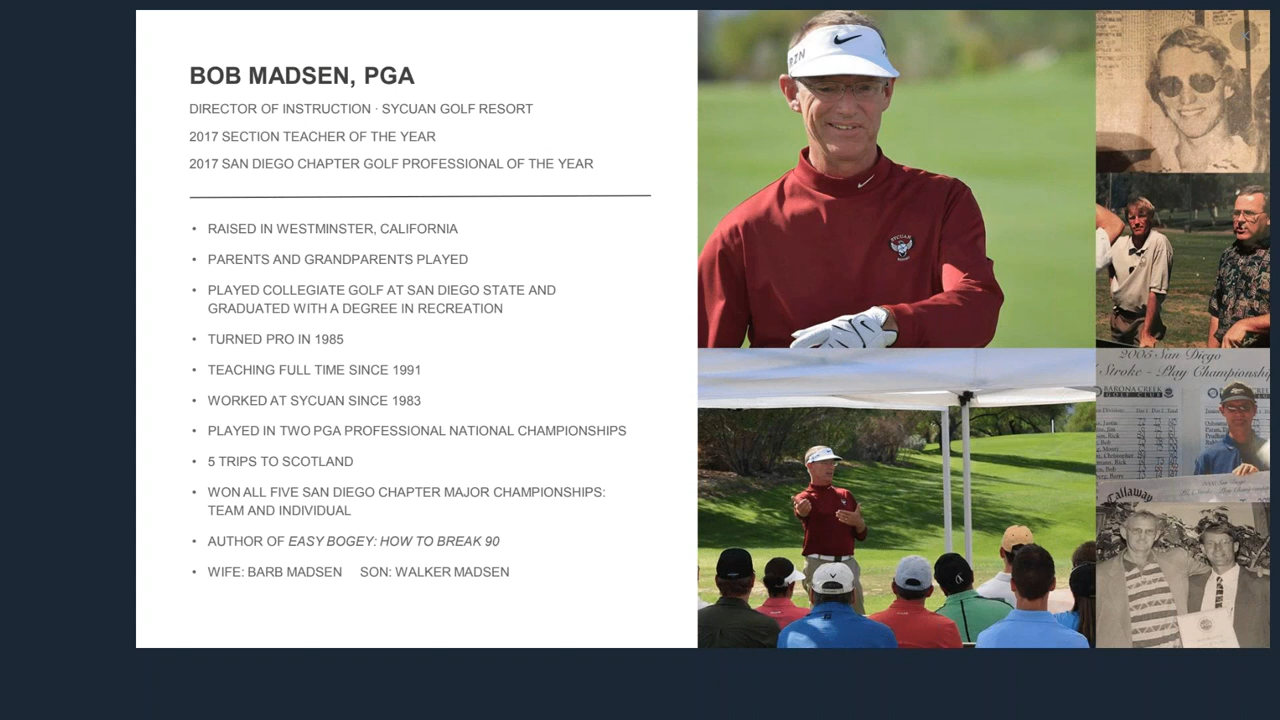 BOB MADSEN, PGA
DIRECTOR OF INSTRUCTION · SYCUAN GOLF RESORT
2017 SECTION TEACHER OF THE YEAR
2017 SAN DIEGO CHAPTER GOLF PROFESSIONAL OF THE YEAR
• RAISED IN WESTMINSTER, CALIFORNIA
• PARENTS AND GRANDPARENTS PLAYED
• PLAYED COLLEGIATE GOLF AT SAN DIEGO STATE AND
GRADUATED WITH A DEGREE IN RECREATION
• TURNED PRO IN 1985
• TEACHING FULL TIME SINCE 1991
• WORKED AT SYCUAN SINCE 1983
• PLAYED IN TWO PGA PROFESSIONAL NATIONAL CHAMPIONSHIPS
• 5 TRIPS TO SCOTLAND
• WON ALL FIVE SAN DIEGO CHAPTER MAJOR CHAMPIONSHIPS:
TEAM AND INDIVIDUAL
• AUTHOR OF EASY BOGEY: HOW TO BREAK 90
• WIFE: BARB MADSEN SON: WALKER MADSEN
SYCUAN
RESORT
2005 San Diego
Stroke - Play Championship
BARONA CREEK
GOLF CLUB
Callaway